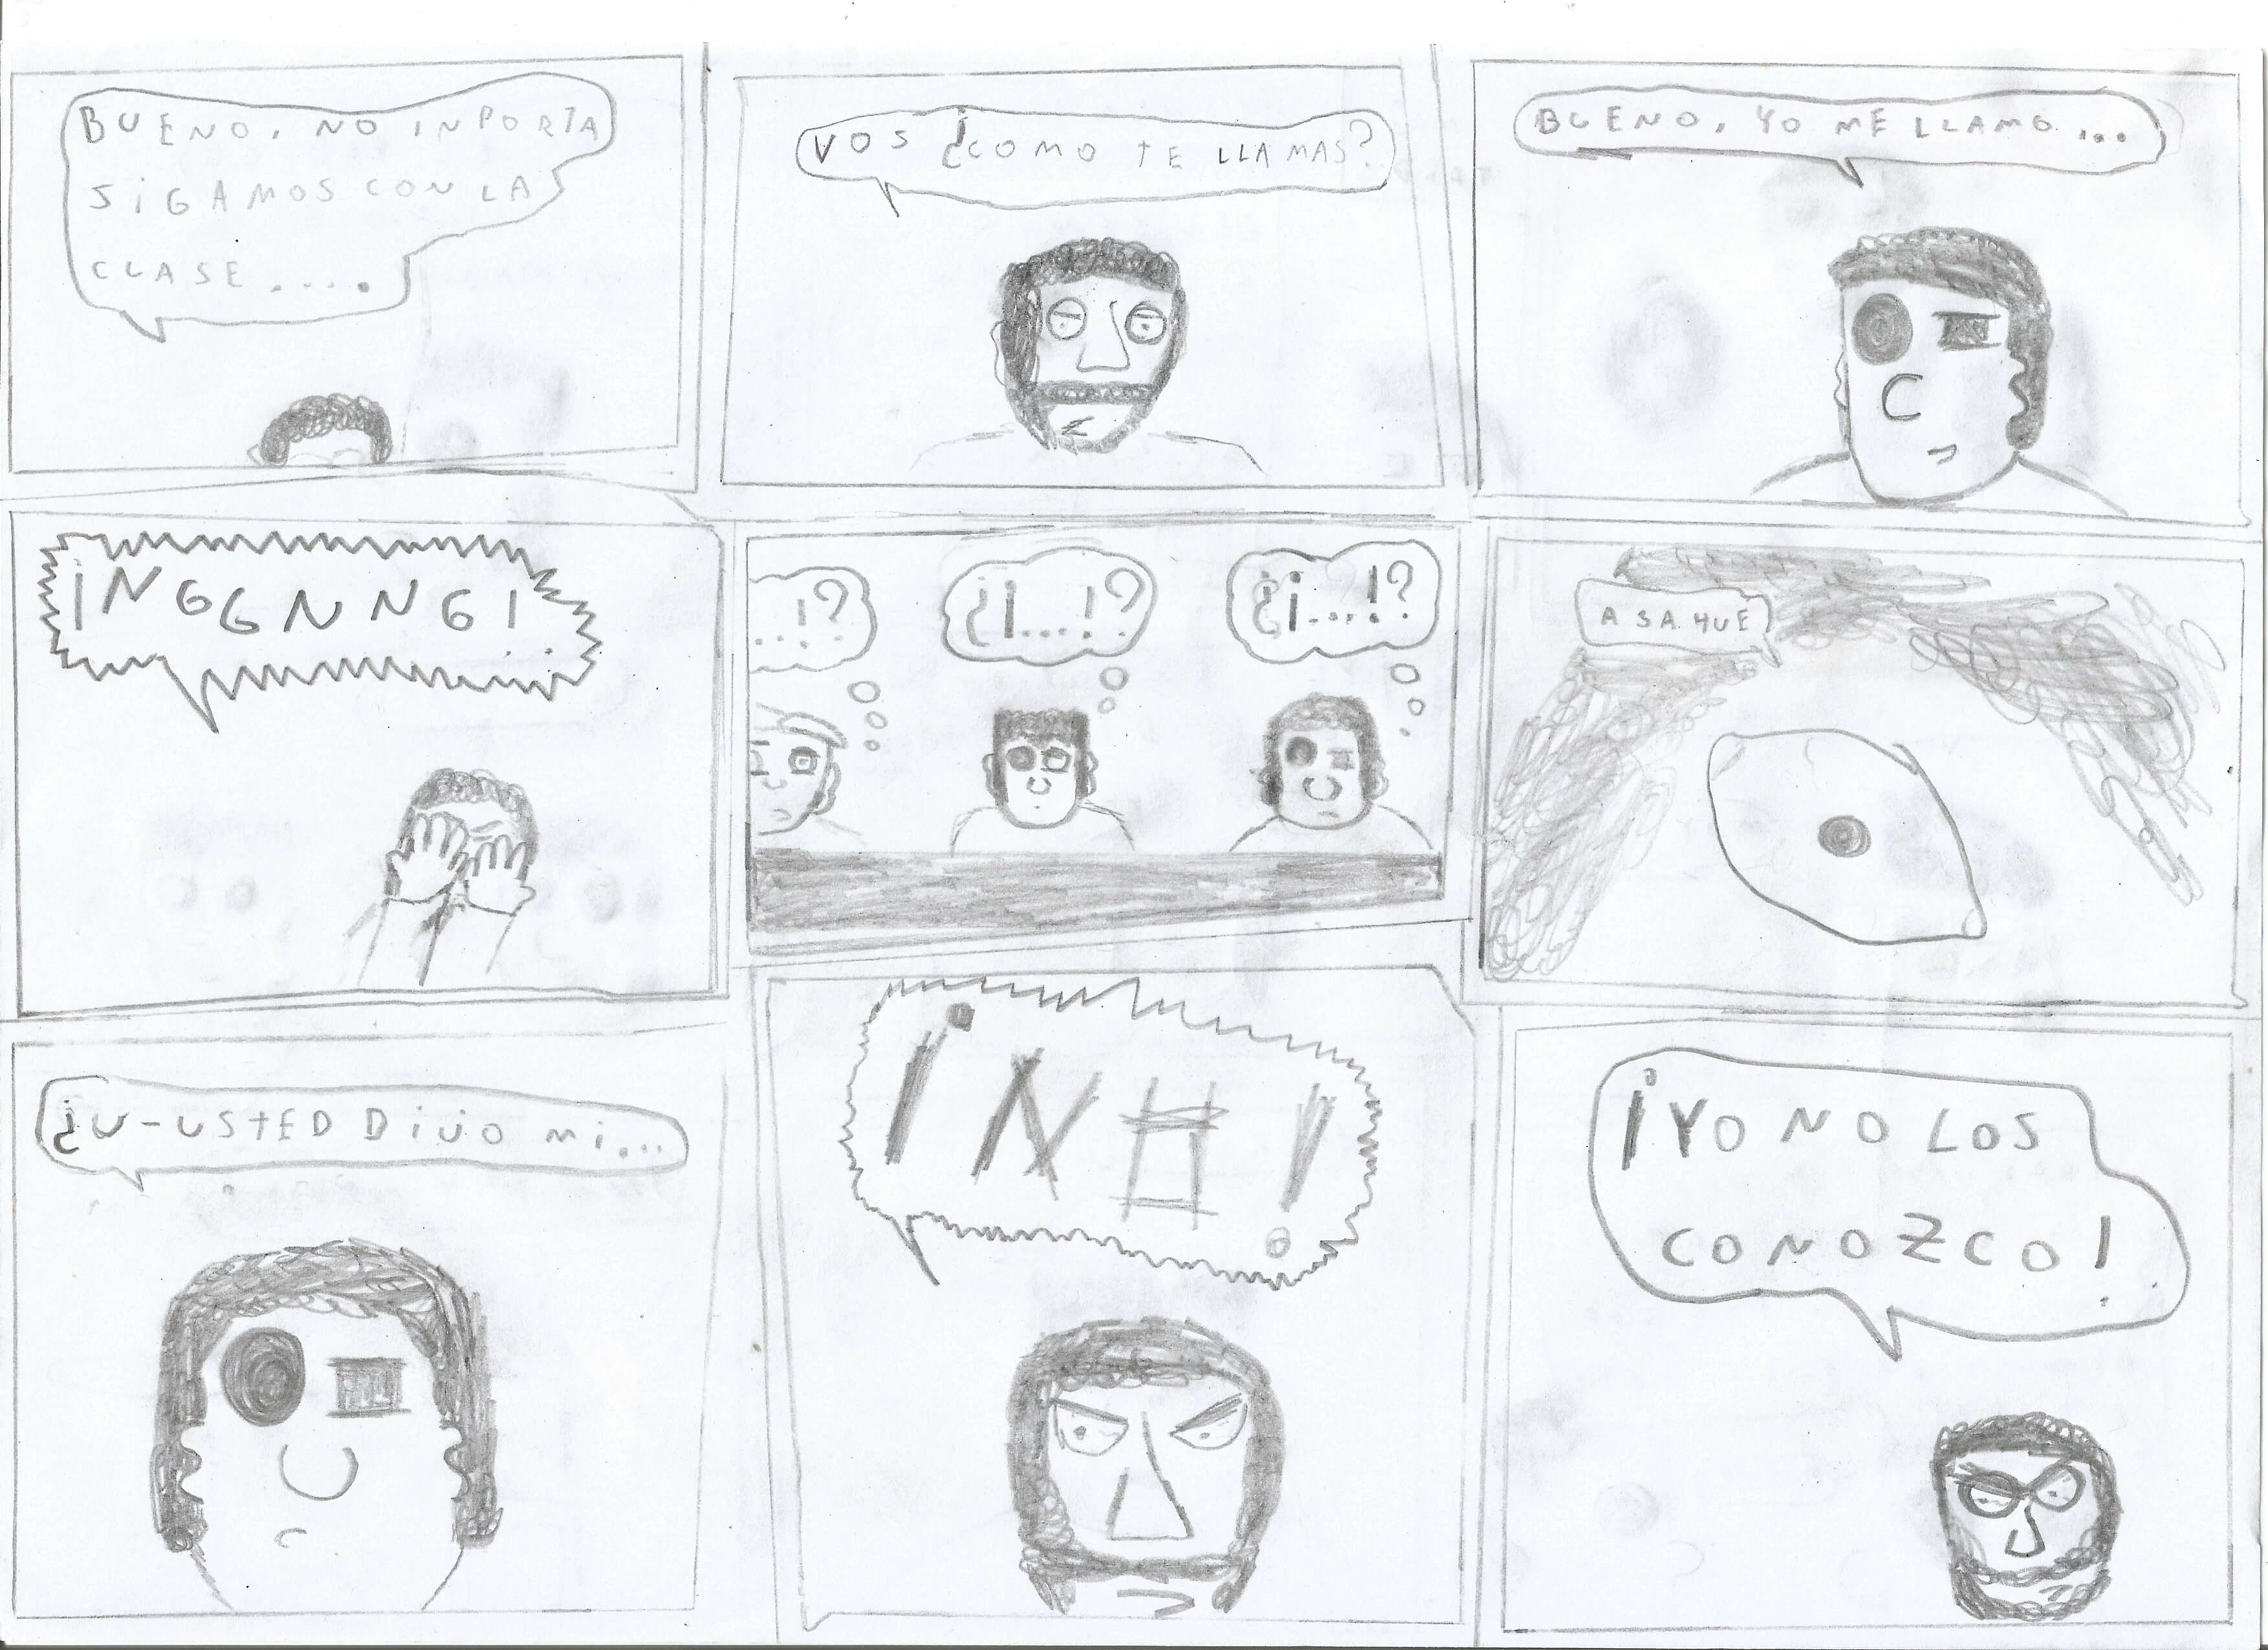 BUENO, NO INPORTA
SIGAMOS CON LA
CLASE....
VOS ¿COMO TE LLAMAS?
BUENO, YO ME LLAMO...
¡NGGNNG!
...!?
¿¡...!?
¿¡...!?
ASAHUE
¿U-USTED DIJO MI...
¡NO!
¡YO NO LOS
CONOZCO!